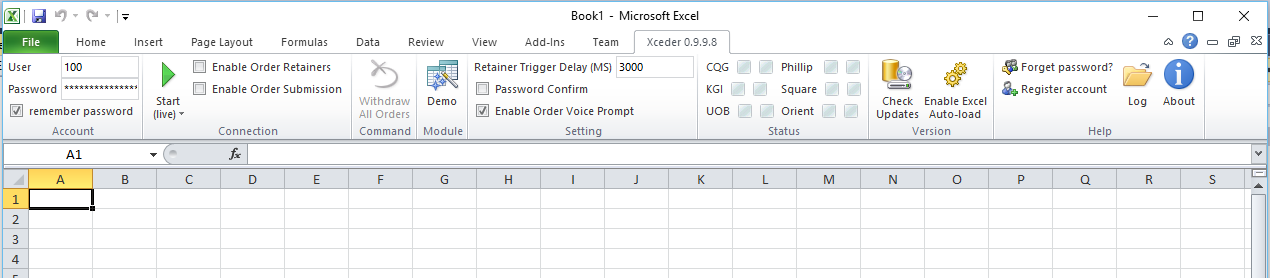 Book1 - Microsoft Excel
File Home Insert Page Layout Formulas Data Review View Add-Ins Team Xceder 0.9.9.8
User 100
Password ***************
remember password
Account
Start (live)
Enable Order Retainers
Enable Order Submission
Connection
Withdraw
All Orders
Command
Demo
Module
Retainer Trigger Delay (MS) 3000
Password Confirm
Enable Order Voice Prompt
Setting
CQG Phillip
KGI Square
UOB Orient
Status
Check
Updates
Enable Excel
Auto-load
Version
Forget password?
Register account
Log
About
Help
A1 fx
A B C D E F G H I J K L M N O P Q R S
1
2
3
4